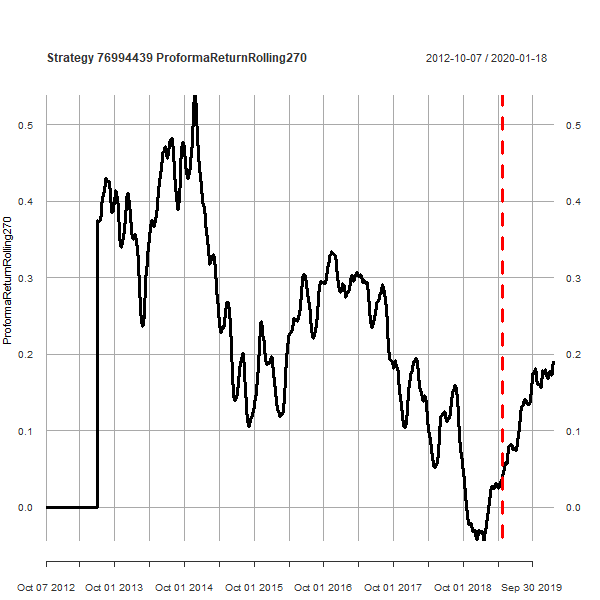 Strategy 76994439 ProformaReturnRolling270
2012-10-07 / 2020-01-18
ProformaReturnRolling270
0.5
0.5
0.4
0.4
0.3
0.3
0.2
0.2
0.1
0.1
0.0
0.0
Oct 07 2012
Oct 01 2013
Oct 01 2014
Oct 01 2015
Oct 01 2016
Oct 01 2017
Oct 01 2018
Sep 30 2019